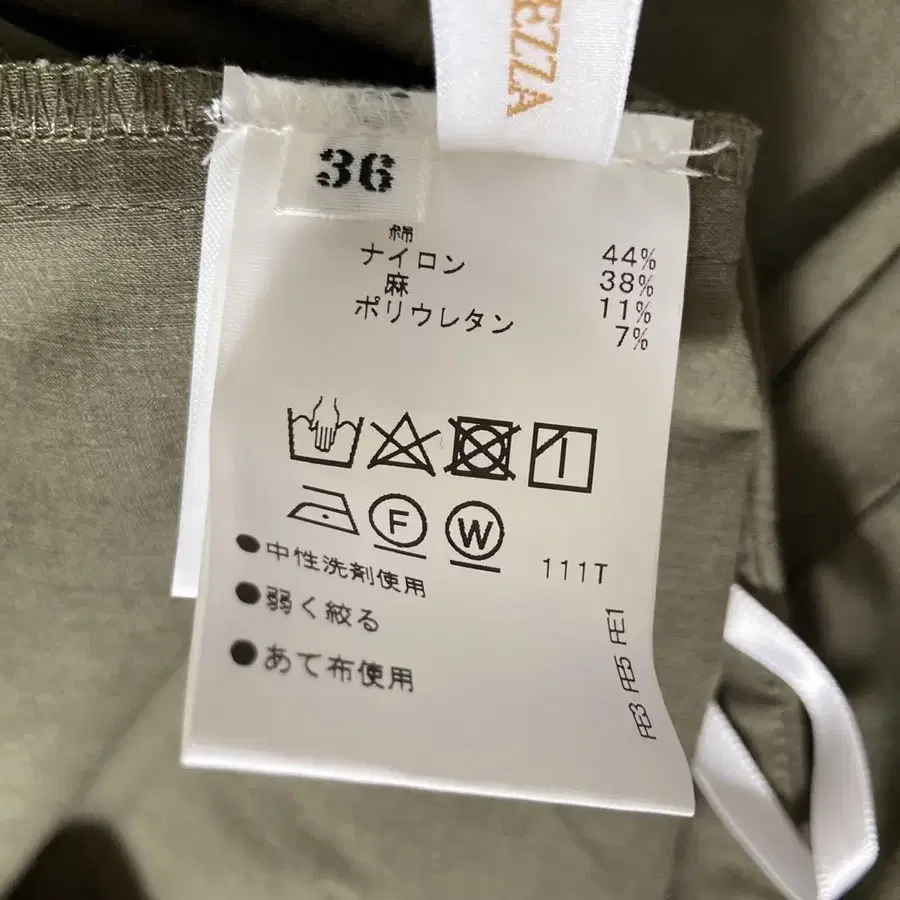 EZZA
36
綿 44%
ナイロン 38%
麻 11%
ポリウレタン 7%
F W
111T
中性洗剤使用
弱く絞る
あて布使用
FE3 FE5 FE1